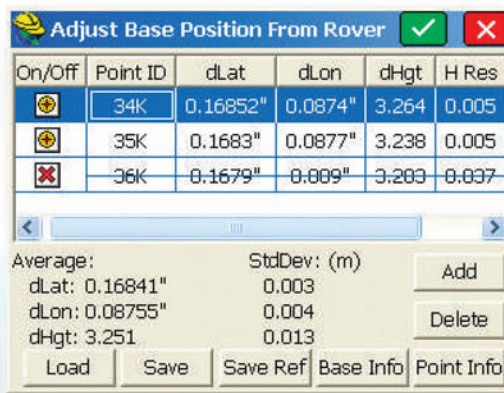 Adjust Base Position From Rover
On/Off Point ID dLat dLon dHgt H Res
34K 0.16852" 0.0874" 3.264 0.005
35K 0.1683" 0.0877" 3.238 0.005
36K 0.1679" 0.009" 3.203 0.037
Average: StdDev: (m)
dLat: 0.16841" 0.003
dLon: 0.08755" 0.004
dHgt: 3.251 0.013
Add
Delete
Load Save Save Ref Base Info Point Info